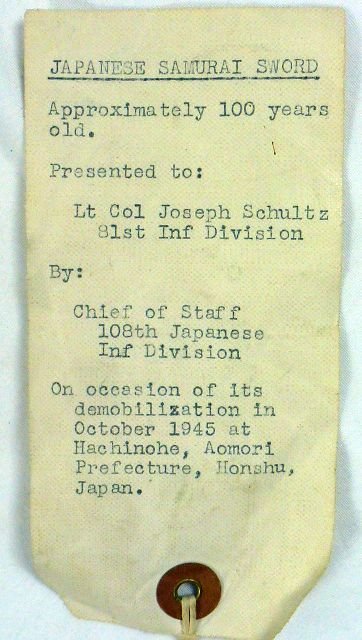 JAPANESE SAMURAI SWORD
Approximately 100 years
old.
Presented to:
Lt Col Joseph Schultz
81st Inf Division
By:
Chief of Staff
108th Japanese
Inf Division
On occasion of its
demobilization in
October 1945 at
Hachinohe, Aomori
Prefecture, Honshu,
Japan.